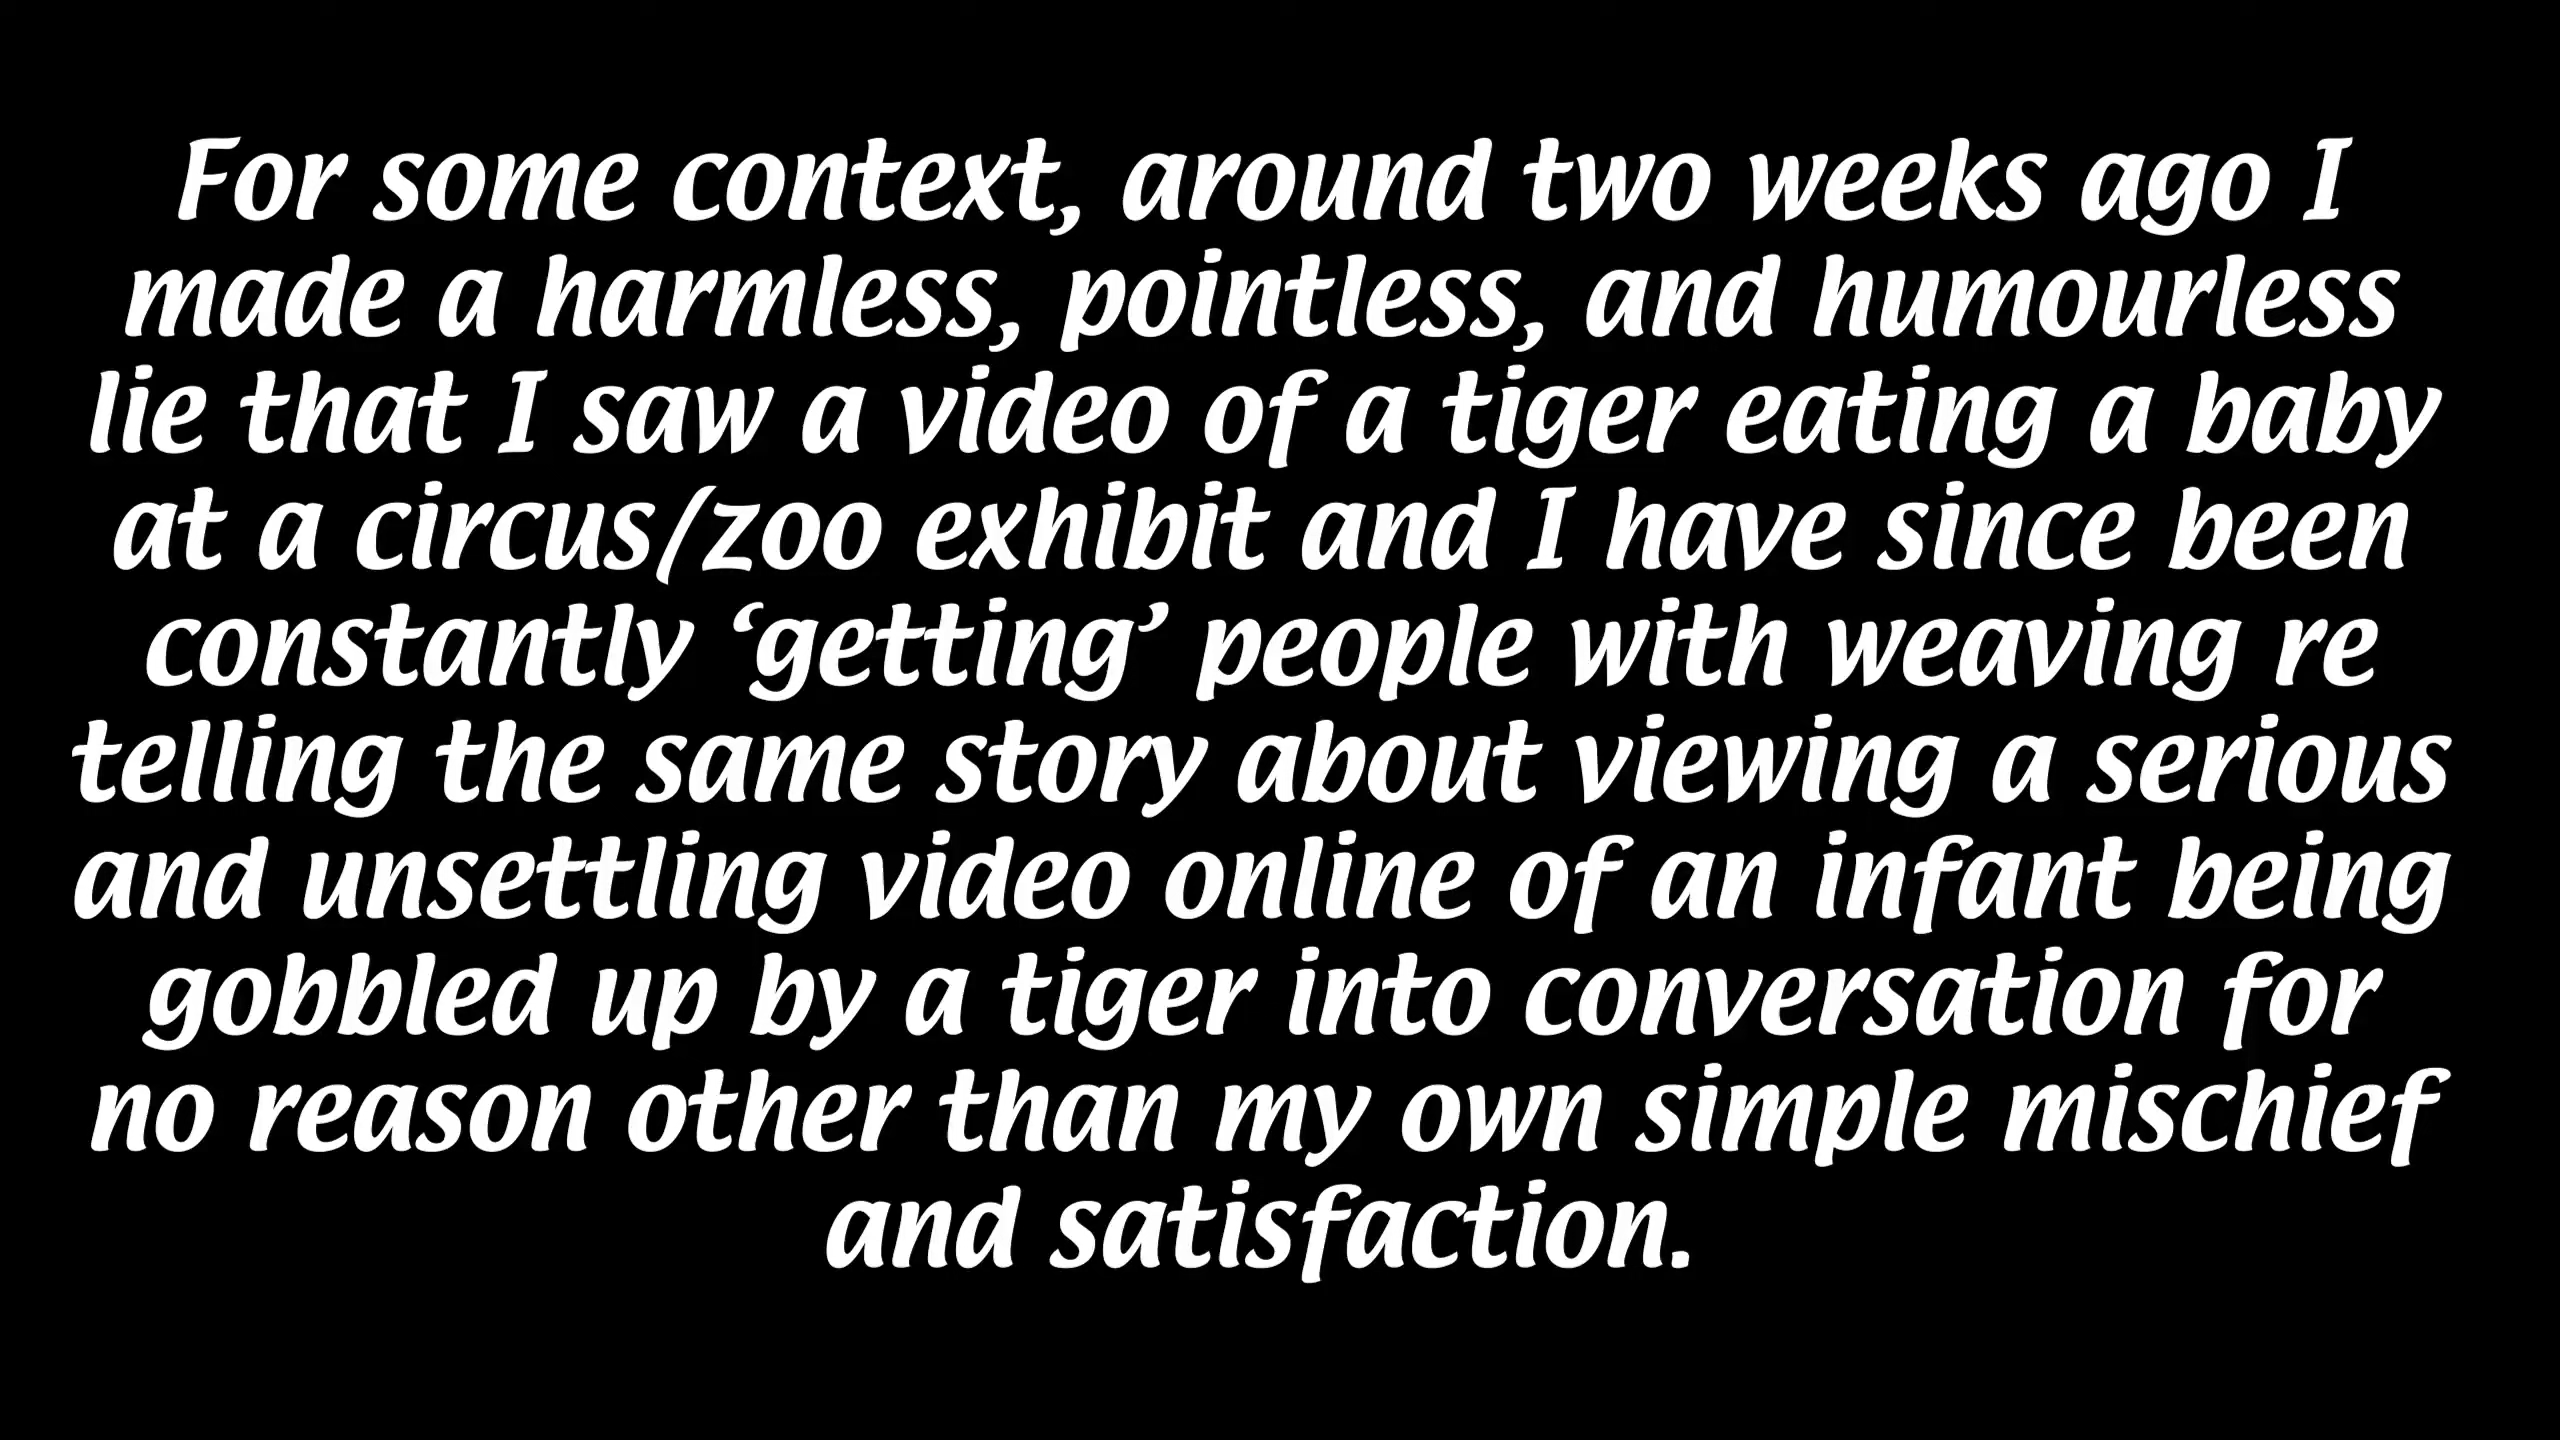 For some context, around two weeks ago I
made a harmless, pointless, and humourless
lie that I saw a video of a tiger eating a baby
at a circus/zoo exhibit and I have since been
constantly ‘getting’ people with weaving re
telling the same story about viewing a serious
and unsettling video online of an infant being
gobbled up by a tiger into conversation for
no reason other than my own simple mischief
and satisfaction.